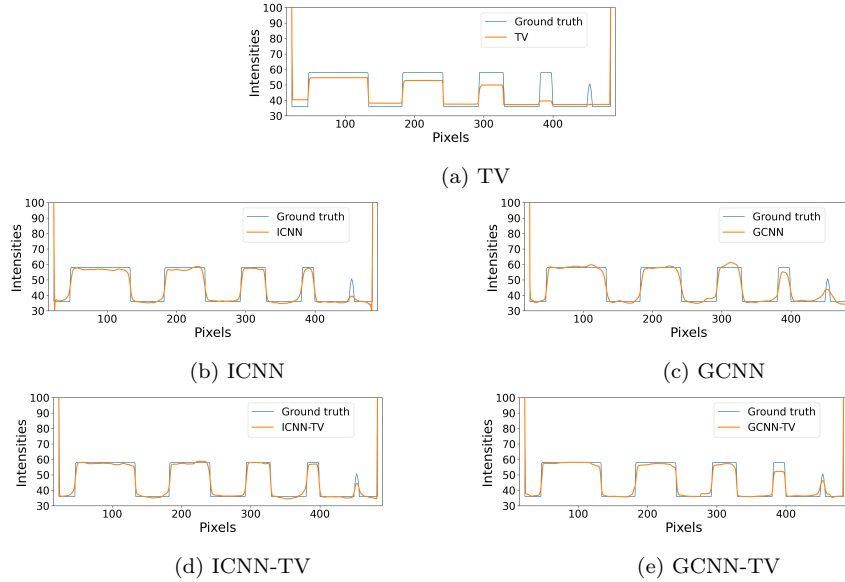 100
90
80
70
60
50
40
30
Intensities
Ground truth
TV
100 200 300 400
Pixels
(a) TV
100
90
80
70
60
50
40
30
Intensities
Ground truth
ICNN
100 200 300 400
Pixels
(b) ICNN
100
90
80
70
60
50
40
30
Intensities
Ground truth
GCNN
100 200 300 400
Pixels
(c) GCNN
100
90
80
70
60
50
40
30
Intensities
Ground truth
ICNN-TV
100 200 300 400
Pixels
(d) ICNN-TV
100
90
80
70
60
50
40
30
Intensities
Ground truth
GCNN-TV
100 200 300 400
Pixels
(e) GCNN-TV